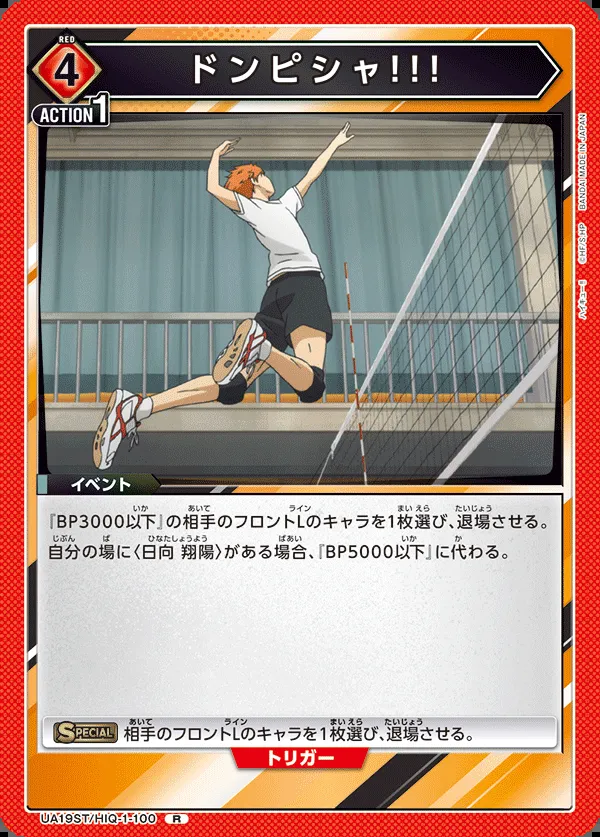 RED
4
ドンピシャ!!!
ACTION 1
©HF/S,HP BANDAI MADE IN JAPAN
ハイキュー!!
イベント
『BP3000以下』の相手のフロントLのキャラを1枚選び、退場させる。
自分の場に〈日向 翔陽〉がある場合、『BP5000以下』に代わる。
SPECIAL 相手のフロントLのキャラを1枚選び、退場させる。
トリガー
UA19ST/HIQ-1-100 R